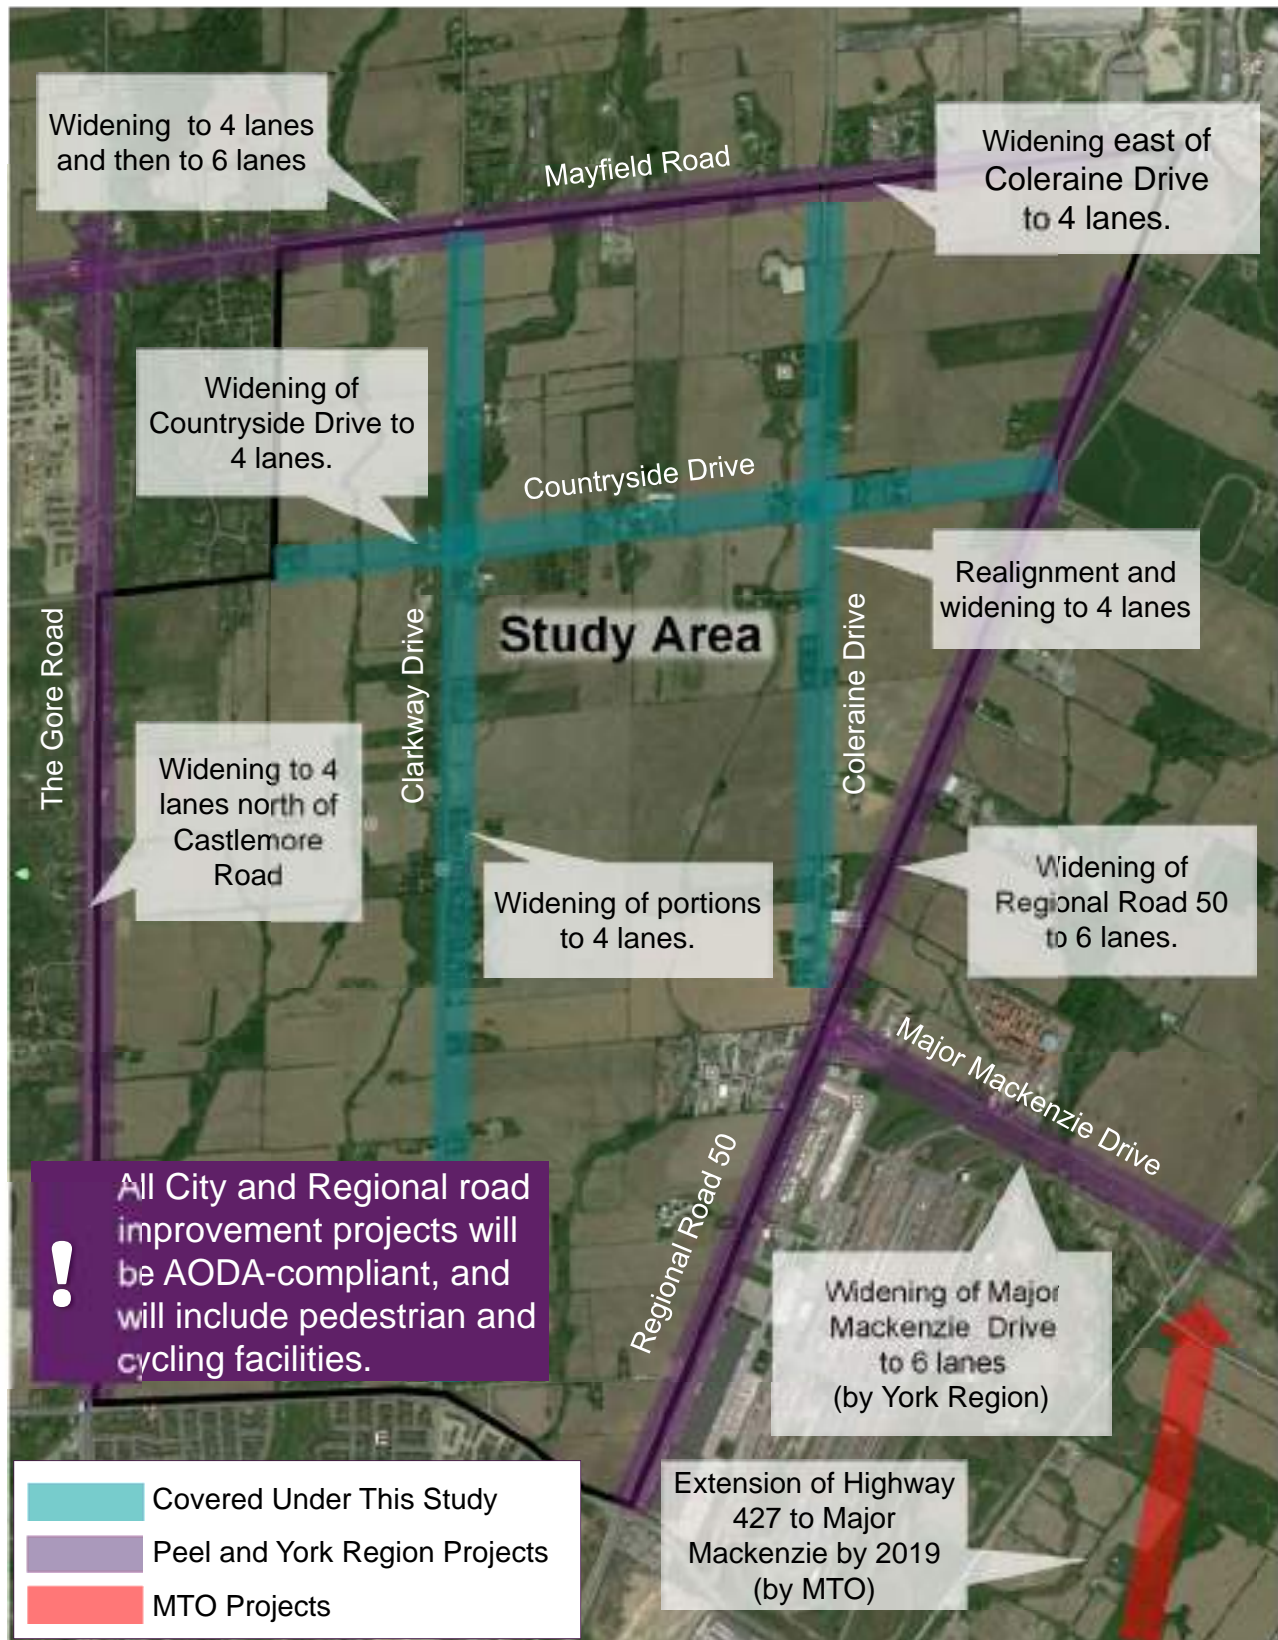 Widening to 4 lanes
and then to 6 lanes
Mayfield Road
Widening east of
Coleraine Drive
to 4 lanes.
Widening of
Countryside Drive to
4 lanes.
Countryside Drive
Realignment and
widening to 4 lanes
Study Area
The Gore Road
Clarkway Drive
Coleraine Drive
Widening to 4
lanes north of
Castlemore
Road
Widening of portions
to 4 lanes.
Widening of
Regional Road 50
to 6 lanes.
Major Mackenzie Drive
Regional Road 50
! All City and Regional road
improvement projects will
be AODA-compliant, and
will include pedestrian and
cycling facilities.
Widening of Major
Mackenzie Drive
to 6 lanes
(by York Region)
Extension of Highway
427 to Major
Mackenzie by 2019
(by MTO)
Covered Under This Study
Peel and York Region Projects
MTO Projects